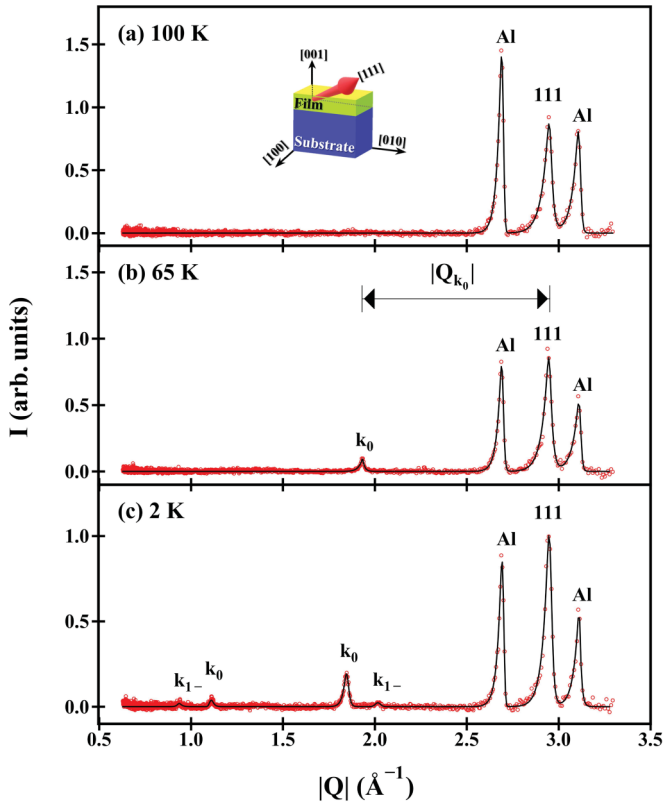 (a) 100 K
Al
111
Al
[001]
[111]
Film
Substrate
[100]
[010]
1.5
1.0
0.5
0.0
(b) 65 K
|Qk₀|
Al
111
Al
k₀
1.5
1.0
0.5
0.0
(c) 2 K
Al
111
Al
k₁₋
k₀
k₀
k₁₋
1.0
0.5
0.0
0.5 1.0 1.5 2.0 2.5 3.0 3.5
I (arb. units)
|Q| (Å⁻¹)